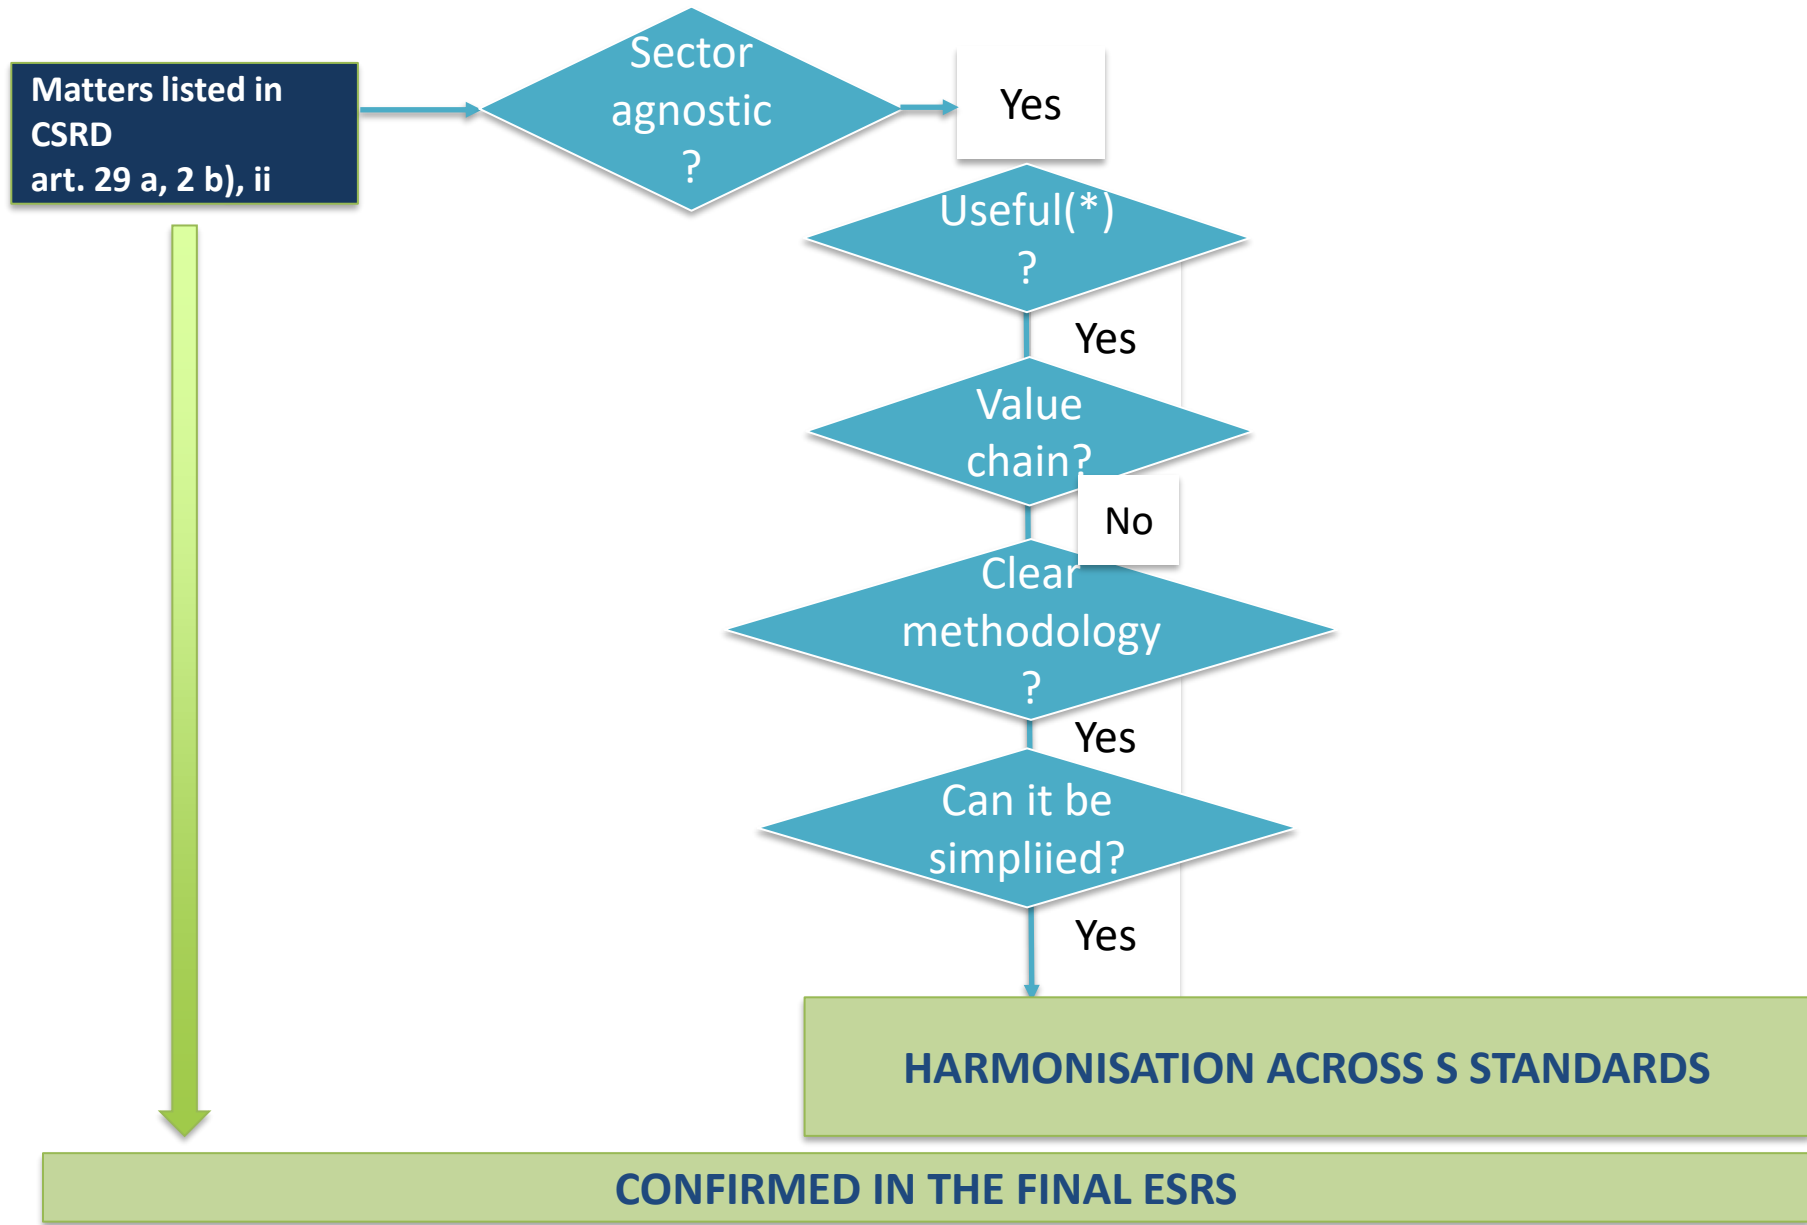 Matters listed in
CSRD
art. 29 a, 2 b), ii
Sector
agnostic
?
Yes
Useful(*)
?
Yes
Value
chain?
No
Clear
methodology
?
Yes
Can it be
simpliied?
Yes
HARMONISATION ACROSS S STANDARDS
CONFIRMED IN THE FINAL ESRS